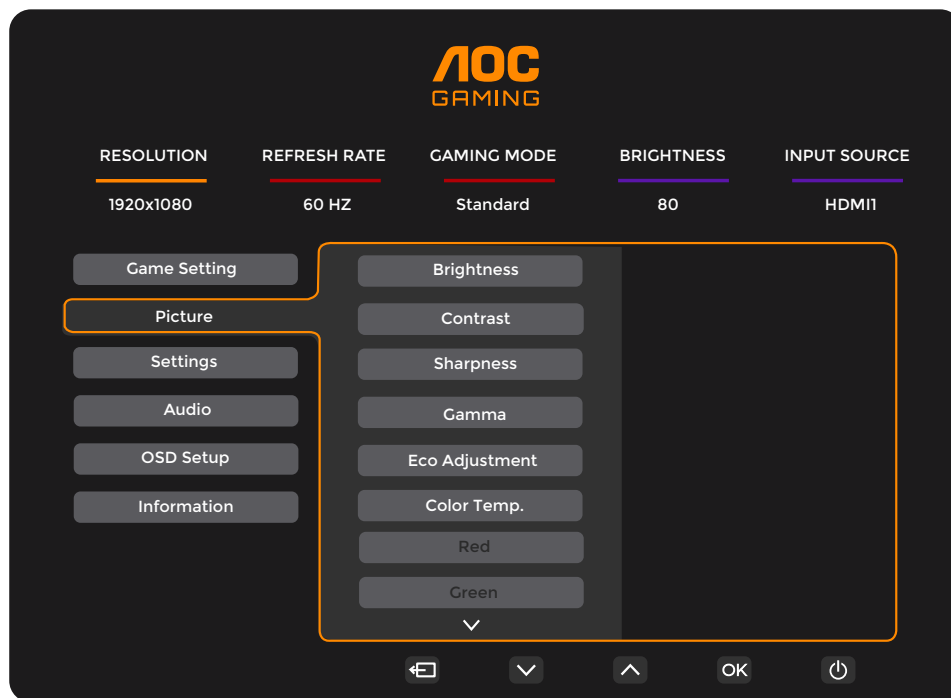 AOC
GAMING
RESOLUTION REFRESH RATE GAMING MODE BRIGHTNESS INPUT SOURCE
1920x1080 60 HZ Standard 80 HDMI1
Game Setting
Picture
Settings
Audio
OSD Setup
Information
Brightness
Contrast
Sharpness
Gamma
Eco Adjustment
Color Temp.
Red
Green
OK